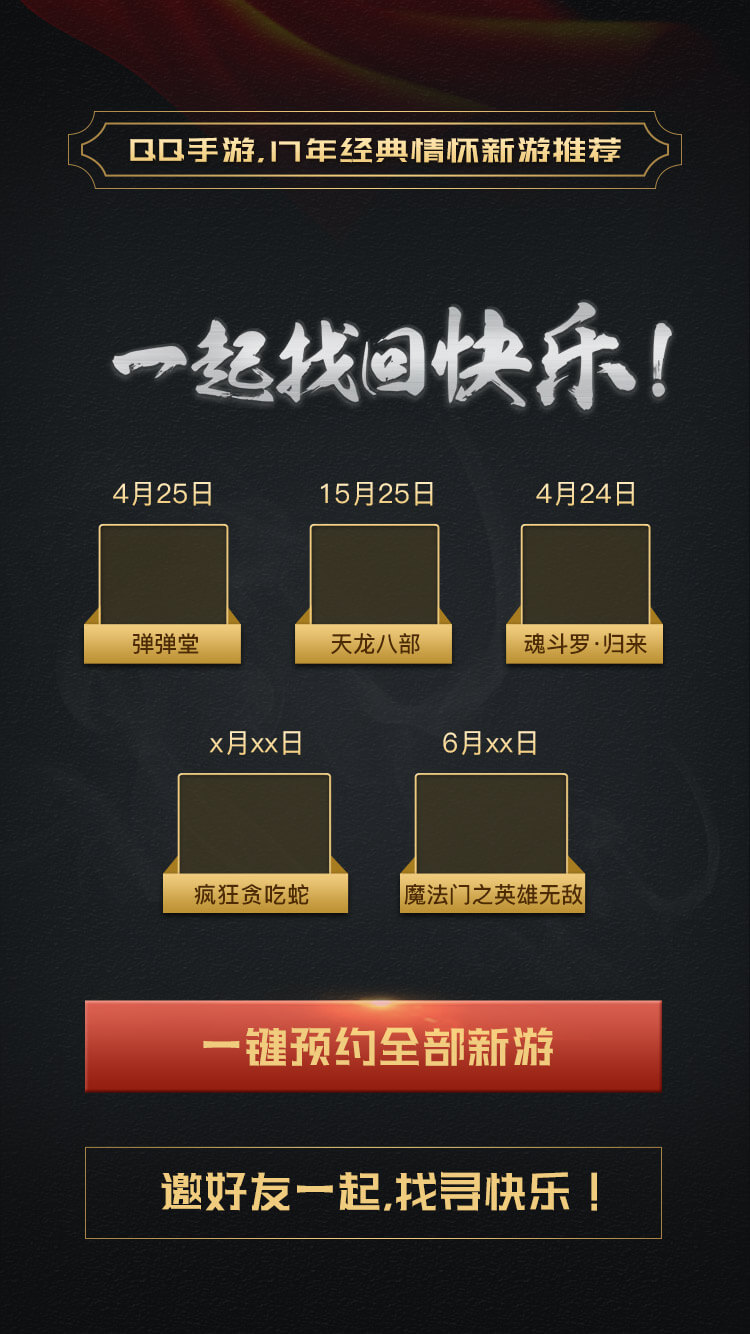 QQ手游,17年经典情怀新游推荐
一起找回快乐！
4月25日 15月25日 4月24日
弹弹堂 天龙八部 魂斗罗·归来
x月xx日 6月xx日
疯狂贪吃蛇 魔法门之英雄无敌
一键预约全部新游
邀好友一起,找寻快乐！